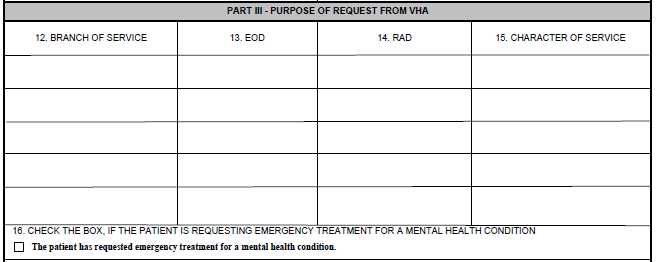 PART III - PURPOSE OF REQUEST FROM VHA
12. BRANCH OF SERVICE 13. EOD 14. RAD 15. CHARACTER OF SERVICE
16. CHECK THE BOX, IF THE PATIENT IS REQUESTING EMERGENCY TREATMENT FOR A MENTAL HEALTH CONDITION
The patient has requested emergency treatment for a mental health condition.